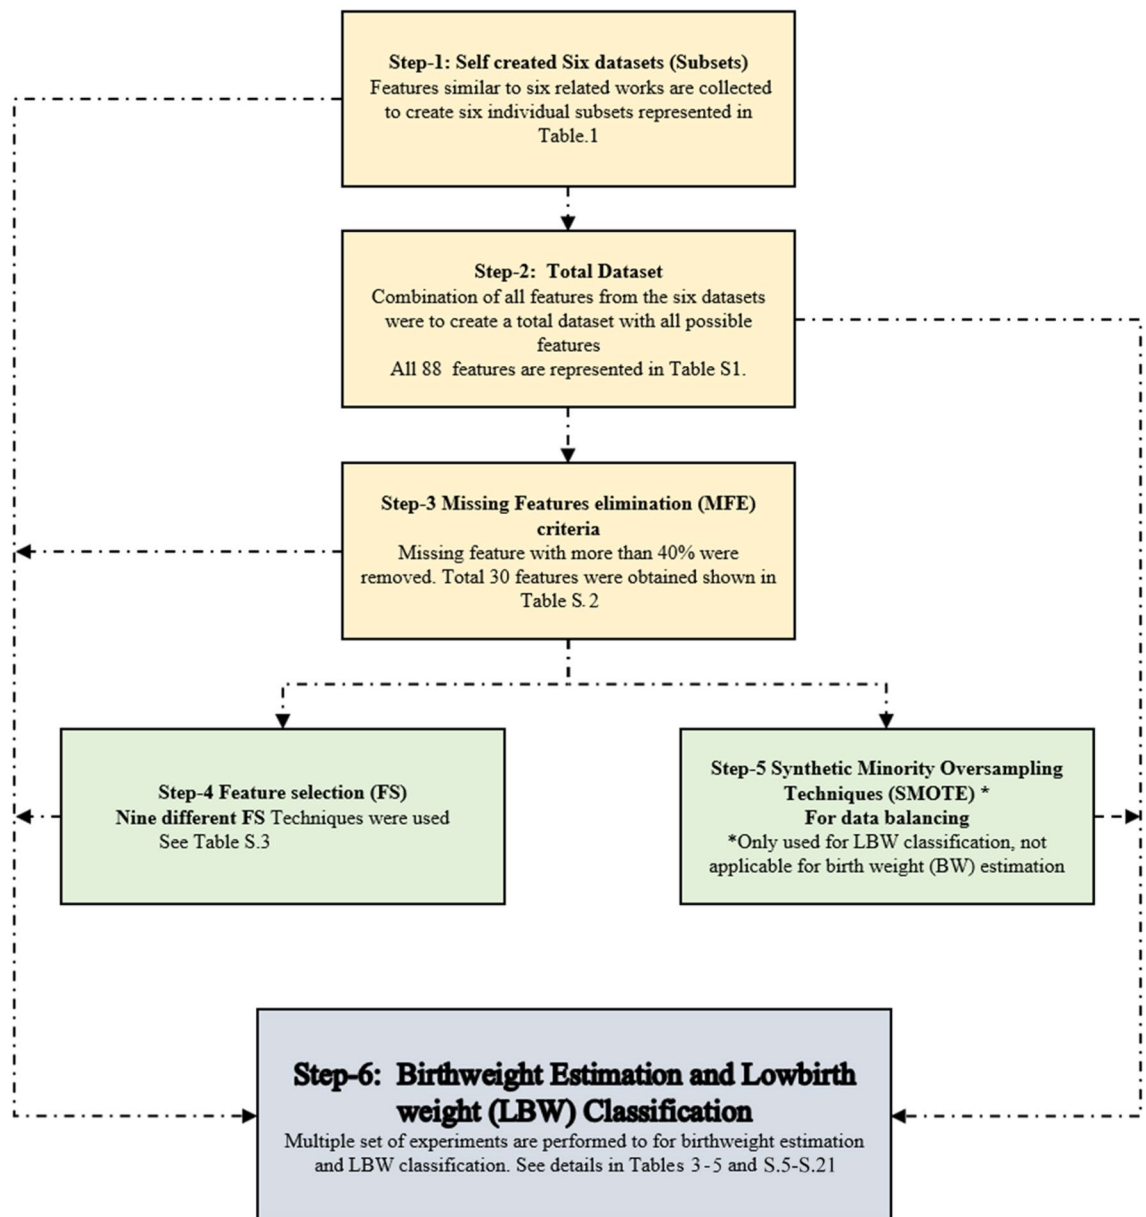 Step-1: Self created Six datasets (Subsets)
Features similar to six related works are collected
to create six individual subsets represented in
Table.1
Step-2: Total Dataset
Combination of all features from the six datasets
were to create a total dataset with all possible
features
All 88 features are represented in Table S1.
Step-3 Missing Features elimination (MFE)
criteria
Missing feature with more than 40% were
removed. Total 30 features were obtained shown in
Table S.2
Step-4 Feature selection (FS)
Nine different FS Techniques were used
See Table S.3
Step-5 Synthetic Minority Oversampling
Techniques (SMOTE) *
For data balancing
*Only used for LBW classification, not
applicable for birth weight (BW) estimation
Step-6: Birthweight Estimation and Lowbirth
weight (LBW) Classification
Multiple set of experiments are performed to for birthweight estimation
and LBW classification. See details in Tables 3-5 and S.5-S.21